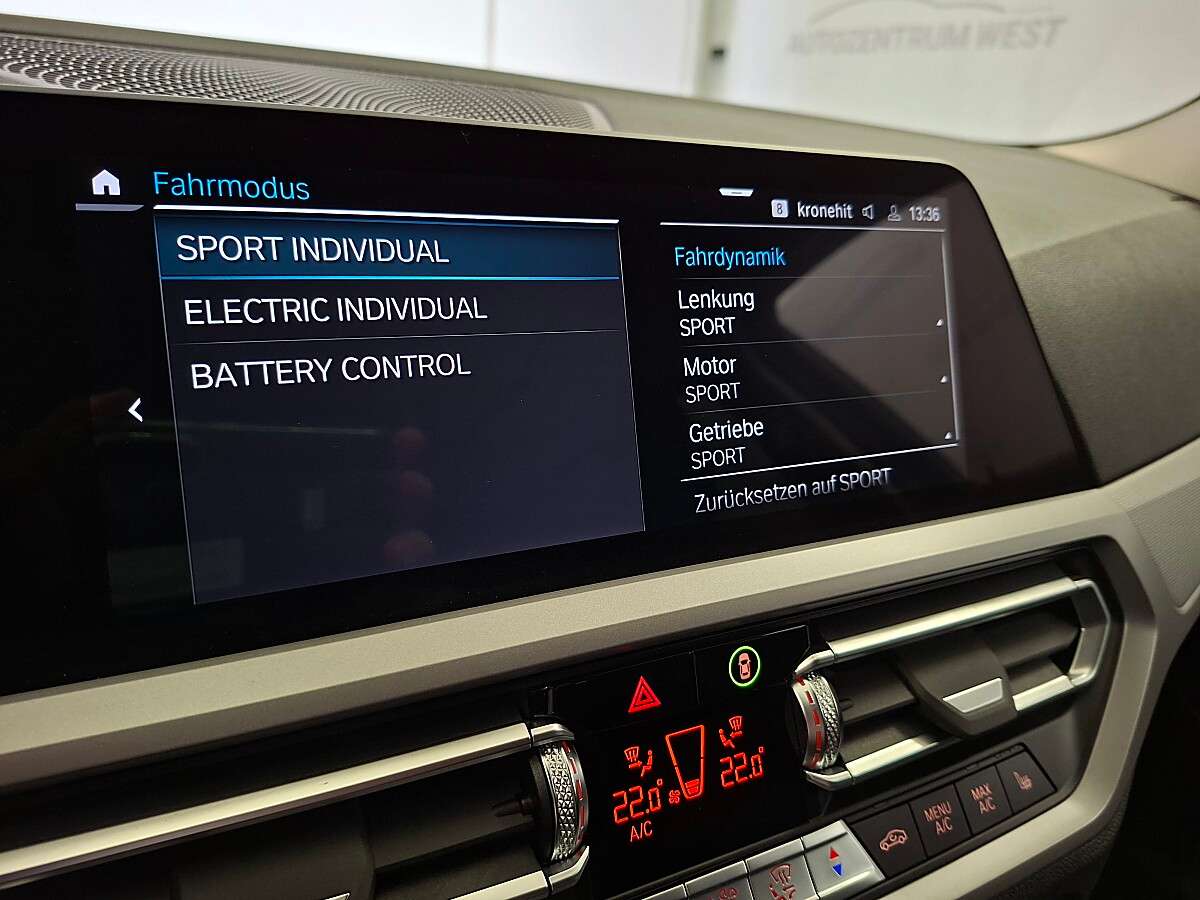 AUTOZENTRUM WEST
Fahrmodus
8 kronehit 13:36
SPORT INDIVIDUAL
ELECTRIC INDIVIDUAL
BATTERY CONTROL
Fahrdynamik
Lenkung
SPORT
Motor
SPORT
Getriebe
SPORT
Zurücksetzen auf SPORT
22.0° 22.0°
A/C
MENU
A/C
MAX
A/C